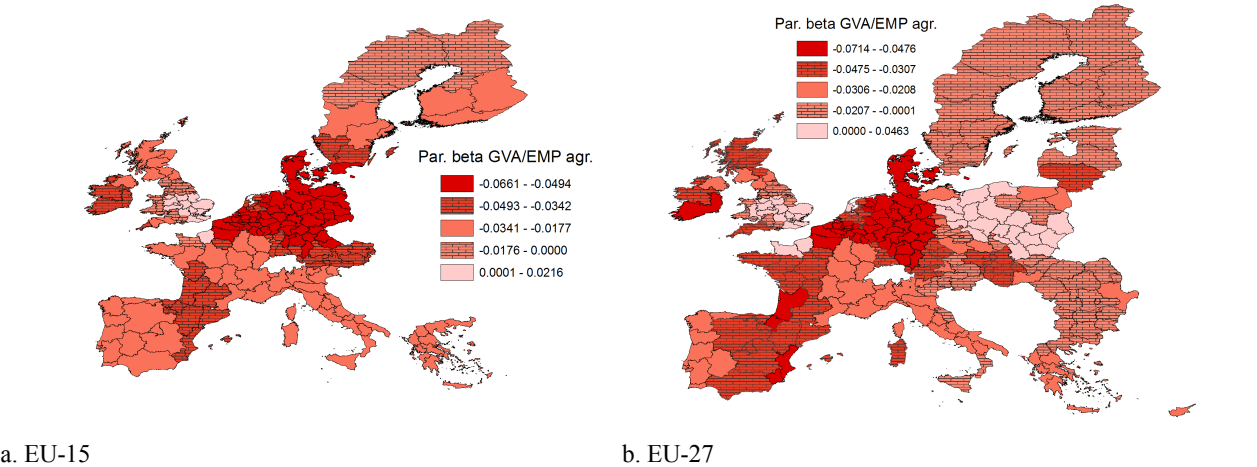 Par. beta GVA/EMP agr.
-0.0661 - -0.0494
-0.0493 - -0.0342
-0.0341 - -0.0177
-0.0176 - 0.0000
0.0001 - 0.0216
a. EU-15
Par. beta GVA/EMP agr.
-0.0714 - -0.0476
-0.0475 - -0.0307
-0.0306 - -0.0208
-0.0207 - -0.0001
0.0000 - 0.0463
b. EU-27